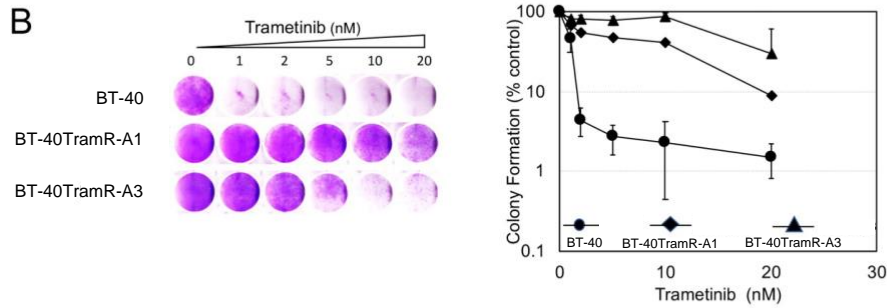 B
Trametinib (nM)
0 1 2 5 10 20
BT-40
BT-40TramR-A1
BT-40TramR-A3
Colony Formation (% control)
100
10
1
0.1
BT-40 BT-40TramR-A1 BT-40TramR-A3
0 10 20 30
Trametinib (nM)